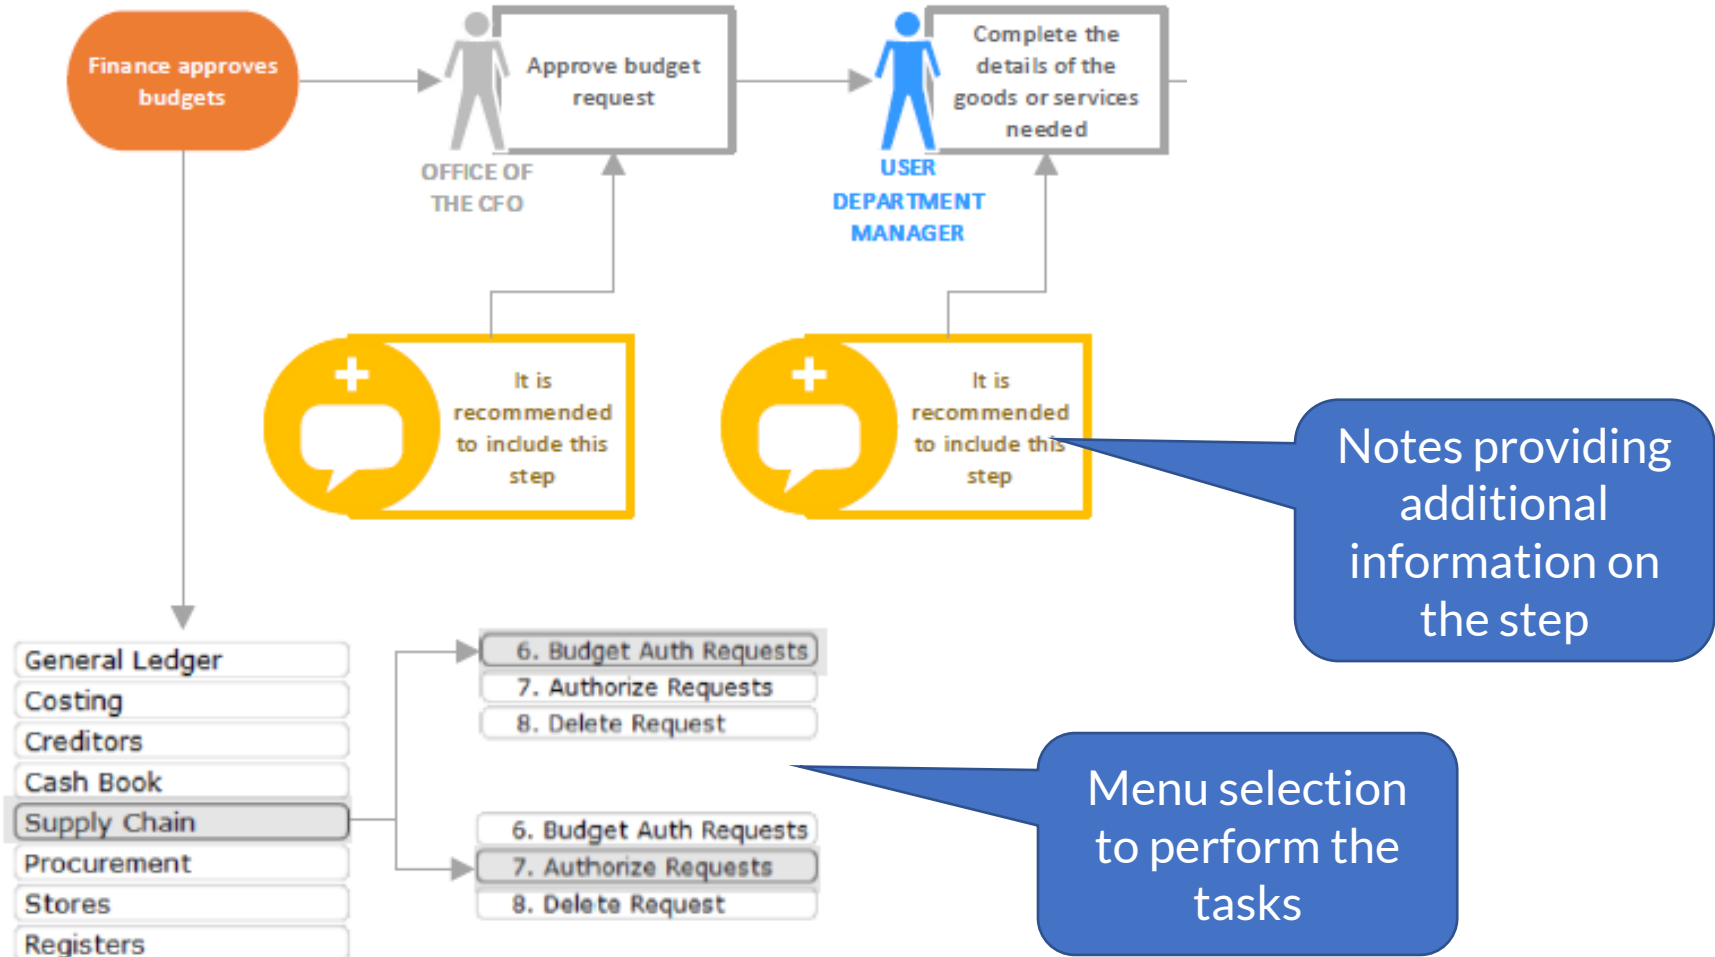 Finance approves
budgets
Approve budget
request
OFFICE OF
THE CFO
Complete the
details of the
goods or services
needed
USER
DEPARTMENT
MANAGER
It is
recommended
to include this
step
It is
recommended
to include this
step
Notes providing
additional
information on
the step
General Ledger
Costing
Creditors
Cash Book
Supply Chain
Procurement
Stores
Registers
6. Budget Auth Requests
7. Authorize Requests
8. Delete Request
6. Budget Auth Requests
7. Authorize Requests
8. Delete Request
Menu selection
to perform the
tasks